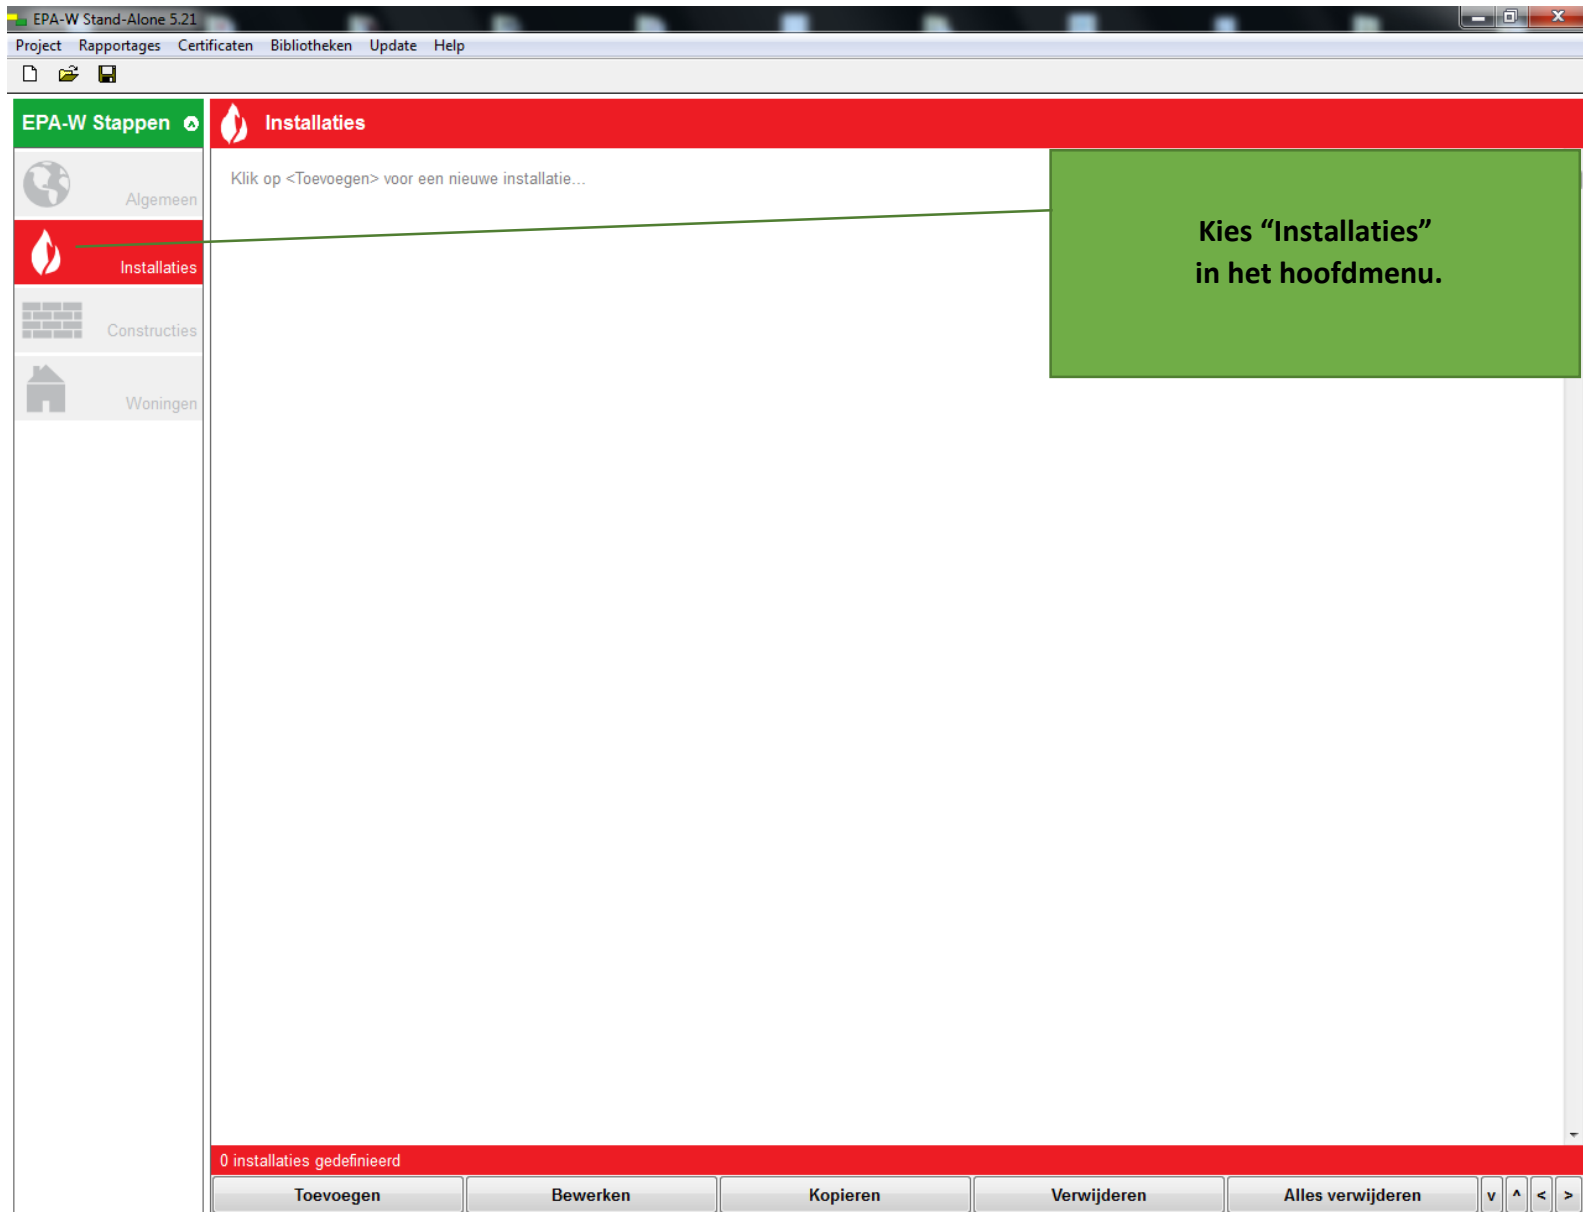 EPA-W Stand-Alone 5.21
Project Rapportages Certificaten Bibliotheken Update Help
EPA-W Stappen
Installaties
Algemeen
Installaties
Constructies
Woningen
Klik op <Toevoegen> voor een nieuwe installatie...
Kies “Installaties”
in het hoofdmenu.
0 installaties gedefinieerd
Toevoegen Bewerken Kopieren Verwijderen Alles verwijderen v ^ < >